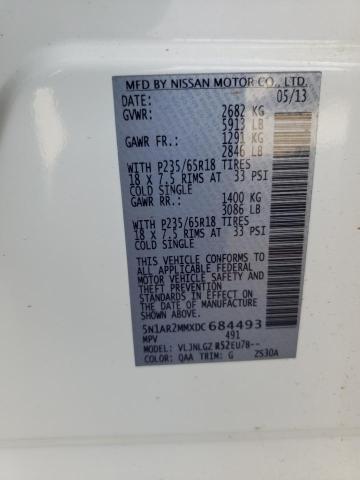 MFD BY NISSAN MOTOR CO., LTD.
DATE: 05/13
GVWR: 2682 KG
5913 LB
GAWR FR.: 1291 KG
2846 LB
WITH P235/65R18 TIRES
18 X 7.5 RIMS AT 33 PSI
COLD SINGLE
GAWR RR.: 1400 KG
3086 LB
WITH P235/65R18 TIRES
18 X 7.5 RIMS AT 33 PSI
COLD SINGLE
THIS VEHICLE CONFORMS TO
ALL APPLICABLE FEDERAL
MOTOR VEHICLE SAFETY
STANDARDS IN EFFECT ON
THE DATE OF MANUFACTURE
SHOWN ABOVE.
5N1AR2MMXDC684493
MPV 491
MODEL: VLJNLGZ R52EU7B--
COLOR: QAA TRIM: G ZS30A